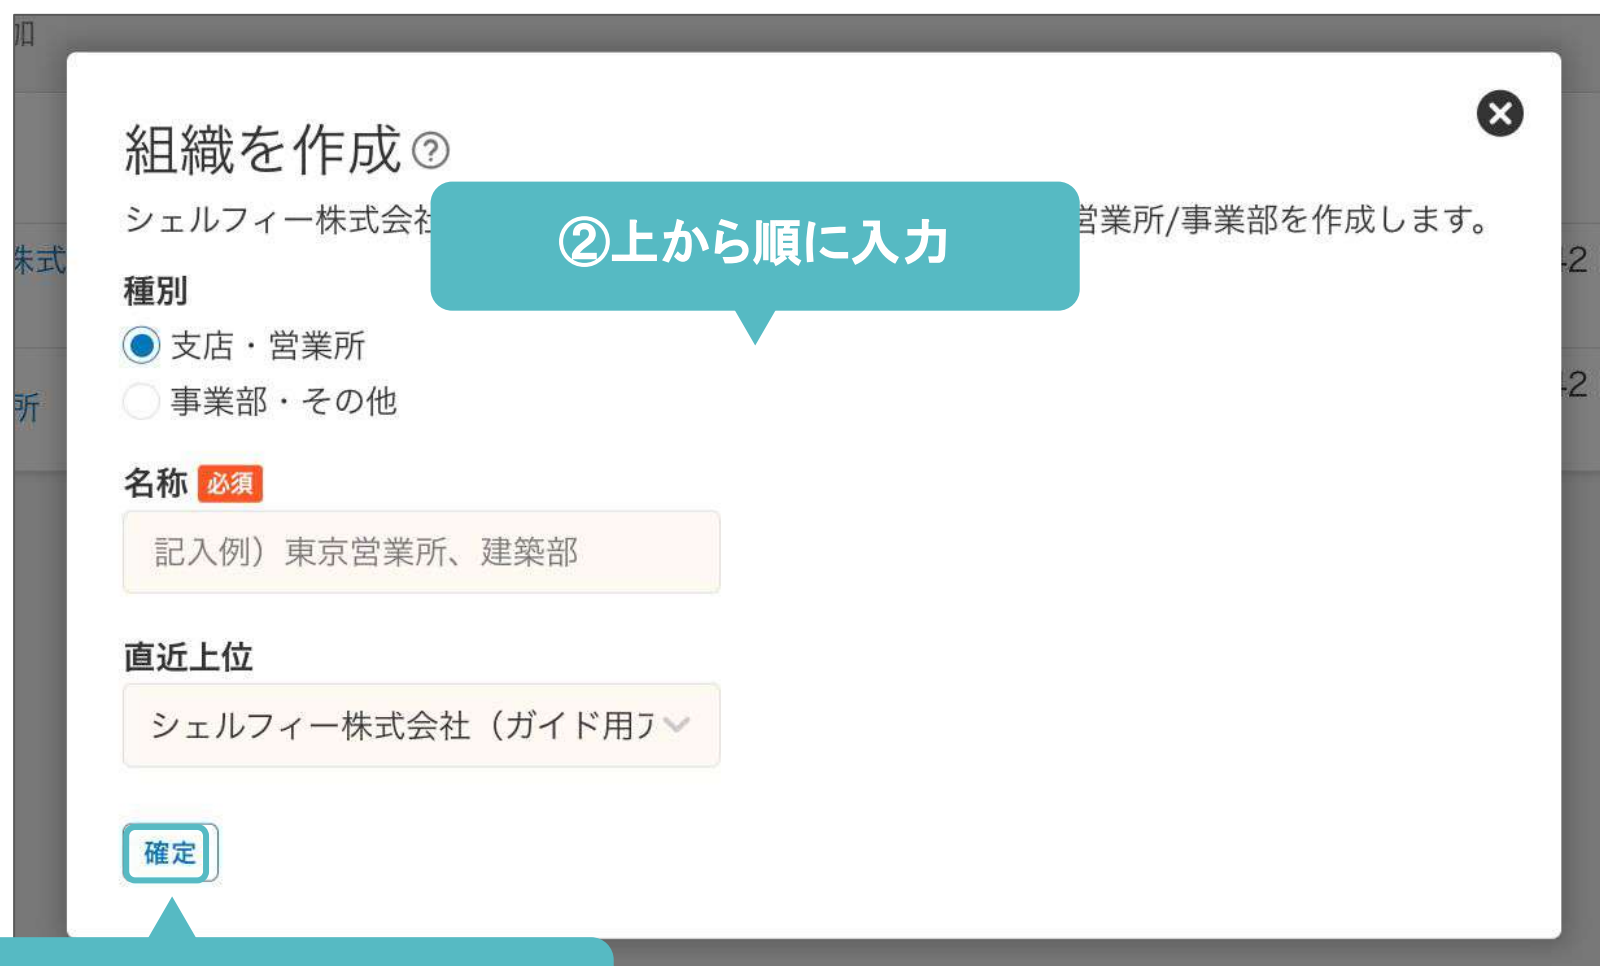 加
組織を作成?
シェルフィー株式会社
②上から順に入力
営業所/事業部を作成します。
株式
-2
種別
支店・営業所
事業部・その他
所
-2
名称 必須
記入例）東京営業所、建築部
直近上位
シェルフィー株式会社（ガイド用
確定